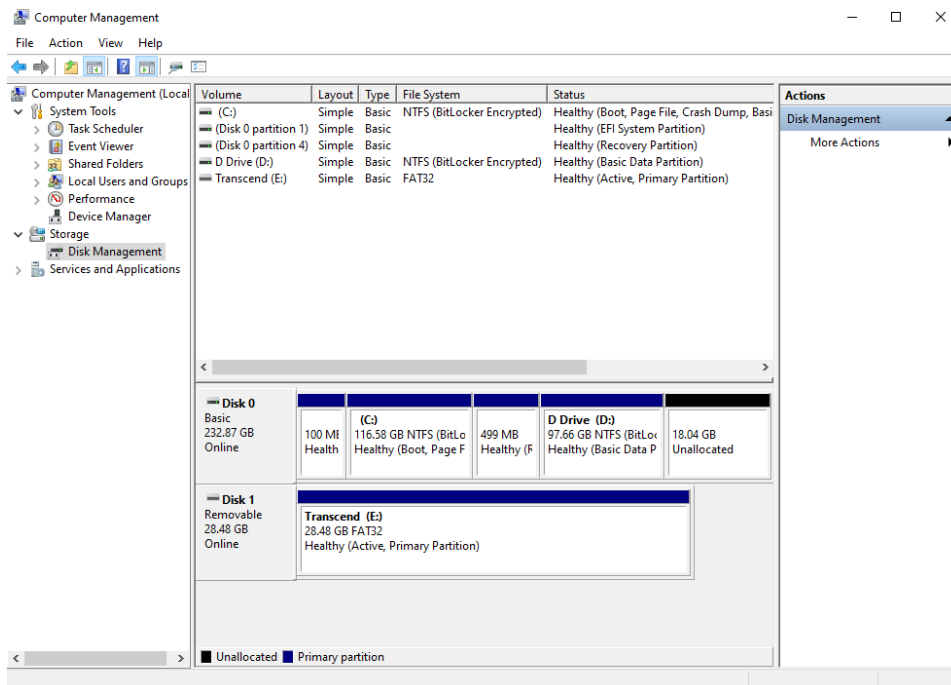 Computer Management
File Action View Help
Computer Management (Local
System Tools
Task Scheduler
Event Viewer
Shared Folders
Local Users and Groups
Performance
Device Manager
Storage
Disk Management
Services and Applications
Volume Layout Type File System Status
(C:) Simple Basic NTFS (BitLocker Encrypted) Healthy (Boot, Page File, Crash Dump, Basi
(Disk 0 partition 1) Simple Basic Healthy (EFI System Partition)
(Disk 0 partition 4) Simple Basic Healthy (Recovery Partition)
D Drive (D:) Simple Basic NTFS (BitLocker Encrypted) Healthy (Basic Data Partition)
Transcend (E:) Simple Basic FAT32 Healthy (Active, Primary Partition)
Disk 0
Basic
232.87 GB
Online
100 ME
Health
(C:)
116.58 GB NTFS (BitLo
Healthy (Boot, Page F
499 MB
Healthy (F
D Drive (D:)
97.66 GB NTFS (BitLoc
Healthy (Basic Data P
18.04 GB
Unallocated
Disk 1
Removable
28.48 GB
Online
Transcend (E:)
28.48 GB FAT32
Healthy (Active, Primary Partition)
Unallocated Primary partition
Actions
Disk Management
More Actions